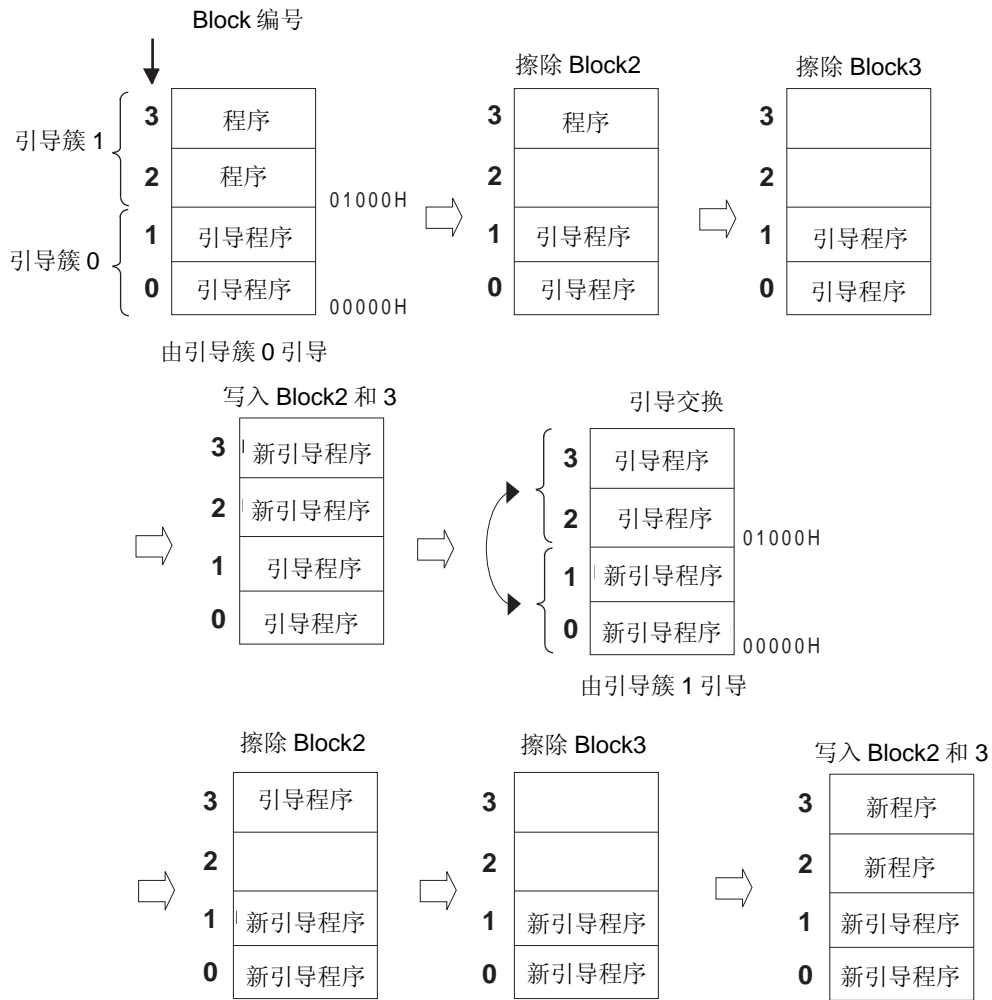 Block 编号
擦除 Block2
擦除 Block3
引导簇 1
引导簇 0
3 程序
2 程序
01000H
1 引导程序
0 引导程序
00000H
由引导簇 0 引导
3 程序
2
1 引导程序
0 引导程序
3
2
1 引导程序
0 引导程序
写入 Block2 和 3
3 新引导程序
2 新引导程序
1 引导程序
0 引导程序
引导交换
3 引导程序
2 引导程序
01000H
1 新引导程序
0 新引导程序
00000H
由引导簇 1 引导
擦除 Block2
3 引导程序
2
1 新引导程序
0 新引导程序
擦除 Block3
3
2
1 新引导程序
0 新引导程序
写入 Block2 和 3
3 新程序
2 新程序
1 新引导程序
0 新引导程序